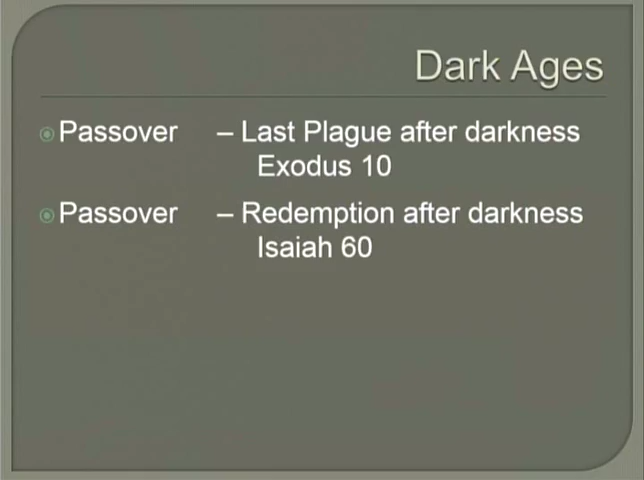 Dark Ages
Passover – Last Plague after darkness
Exodus 10
Passover – Redemption after darkness
Isaiah 60